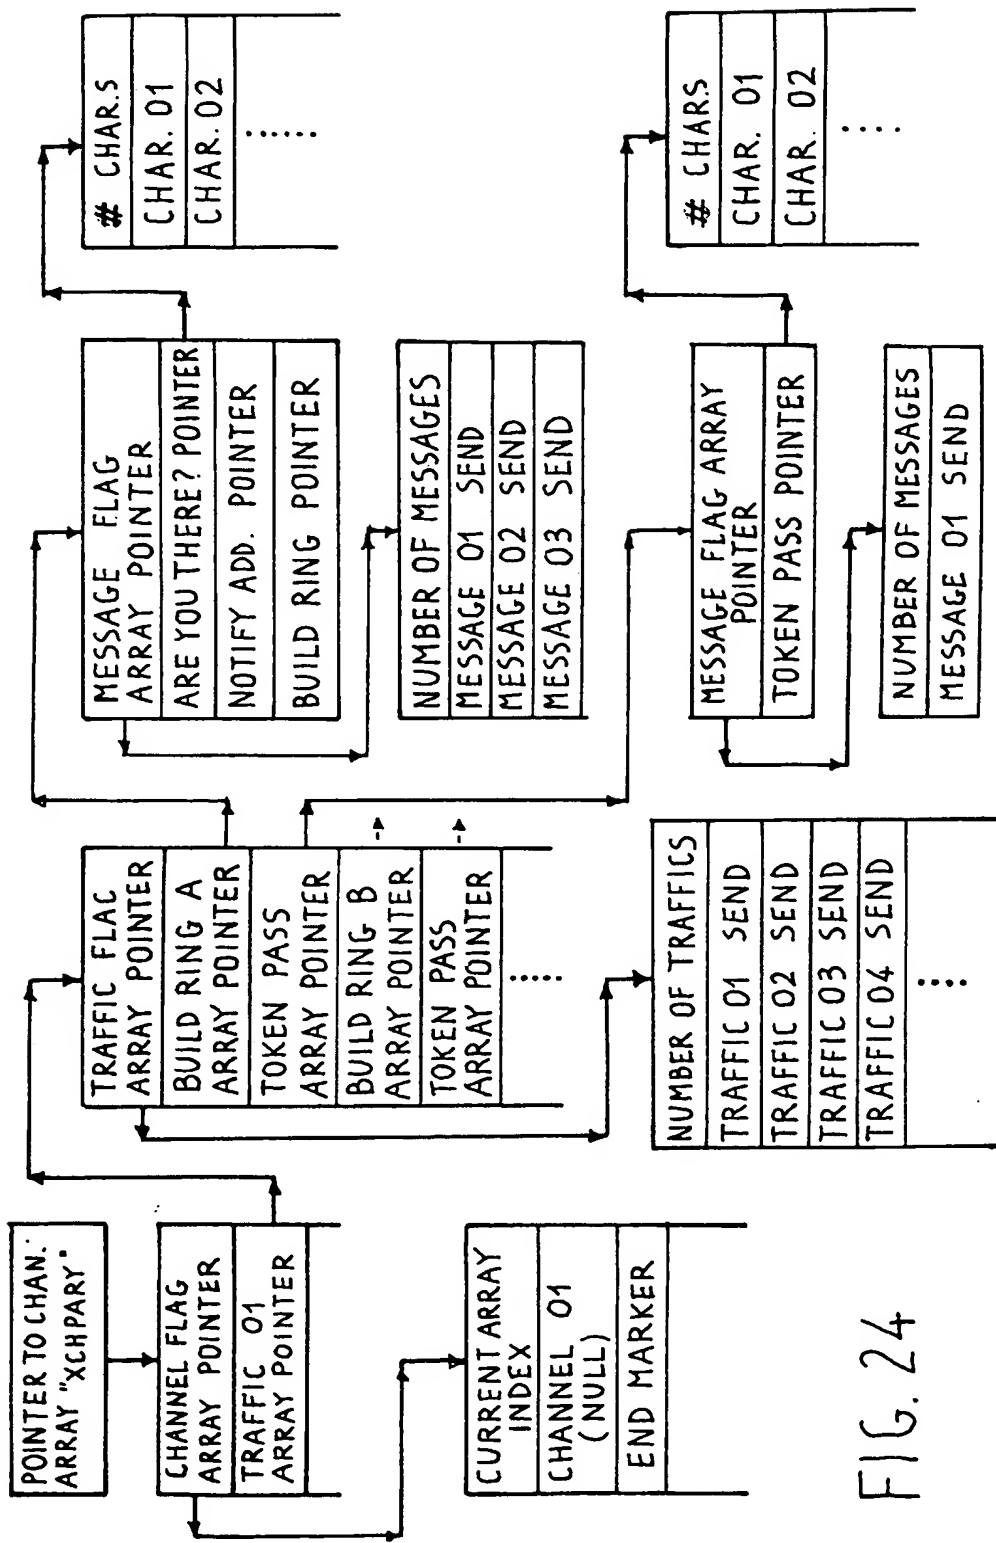 POINTER TO CHAN.
ARRAY "XCHPARY"
CHANNEL FLAG
ARRAY POINTER
TRAFFIC 01
ARRAY POINTER
CURRENT ARRAY
INDEX
CHANNEL 01
(NULL)
END MARKER
TRAFFIC FLAC
ARRAY POINTER
BUILD RING A
ARRAY POINTER
TOKEN PASS
ARRAY POINTER
BUILD RING B
ARRAY POINTER
TOKEN PASS
ARRAY POINTER
.....
NUMBER OF TRAFFICS
TRAFFIC 01 SEND
TRAFFIC 02 SEND
TRAFFIC 03 SEND
TRAFFIC 04 SEND
....
MESSAGE FLAG
ARRAY POINTER
ARE YOU THERE? POINTER
NOTIFY ADD. POINTER
BUILD RING POINTER
NUMBER OF MESSAGES
MESSAGE 01 SEND
MESSAGE 02 SEND
MESSAGE 03 SEND
MESSAGE FLAG ARRAY
POINTER
TOKEN PASS POINTER
NUMBER OF MESSAGES
MESSAGE 01 SEND
# CHAR.S
CHAR. 01
CHAR. 02
......
# CHARS
CHAR. 01
CHAR. 02
....
FIG. 24